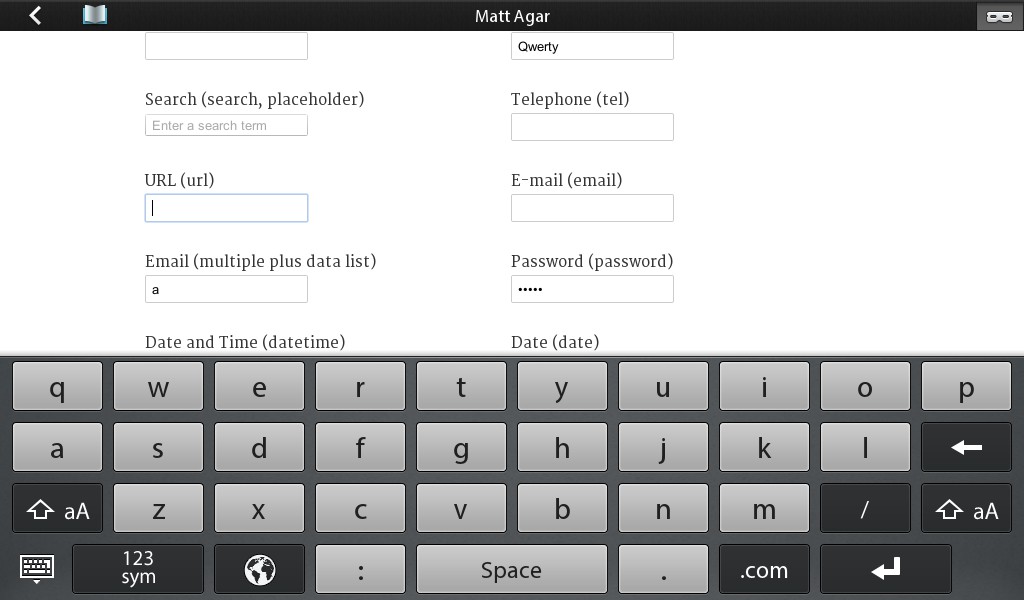 Matt Agar
Qwerty
Search (search, placeholder) Telephone (tel)
Enter a search term
URL (url) E-mail (email)
Email (multiple plus data list) Password (password)
a •••••
Date and Time (datetime) Date (date)
q w e r t y u i o p
a s d f g h j k l
aA z x c v b n m / aA
123 sym : Space . .com